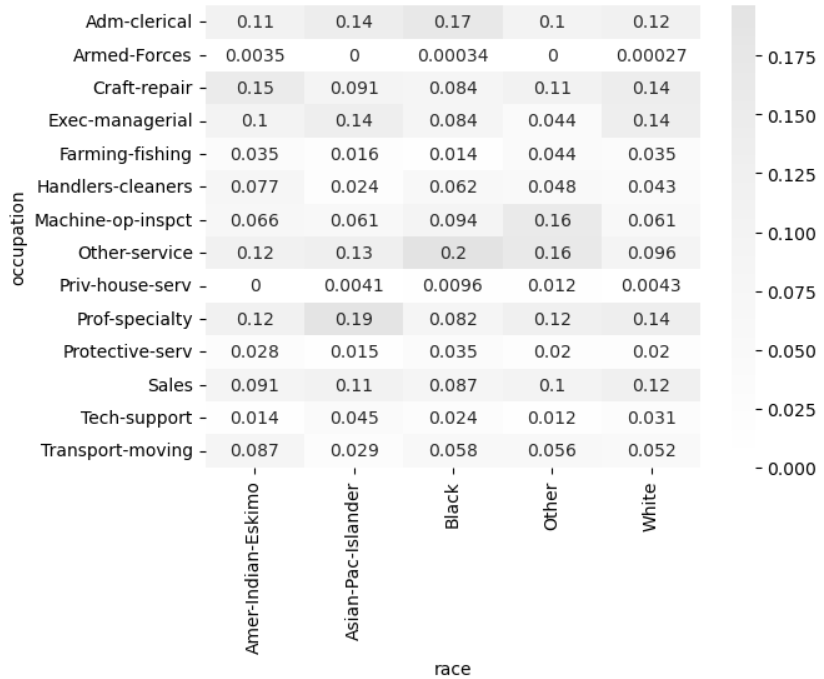 Adm-clerical 0.11 0.14 0.17 0.1 0.12
Armed-Forces 0.0035 0 0.00034 0 0.00027
Craft-repair 0.15 0.091 0.084 0.11 0.14
Exec-managerial 0.1 0.14 0.084 0.044 0.14
Farming-fishing 0.035 0.016 0.014 0.044 0.035
Handlers-cleaners 0.077 0.024 0.062 0.048 0.043
Machine-op-inspct 0.066 0.061 0.094 0.16 0.061
Other-service 0.12 0.13 0.2 0.16 0.096
Priv-house-serv 0 0.0041 0.0096 0.012 0.0043
Prof-specialty 0.12 0.19 0.082 0.12 0.14
Protective-serv 0.028 0.015 0.035 0.02 0.02
Sales 0.091 0.11 0.087 0.1 0.12
Tech-support 0.014 0.045 0.024 0.012 0.031
Transport-moving 0.087 0.029 0.058 0.056 0.052
occupation
Amer-Indian-Eskimo
Asian-Pac-Islander
Black
Other
White
race
0.175
0.150
0.125
0.100
0.075
0.050
0.025
0.000